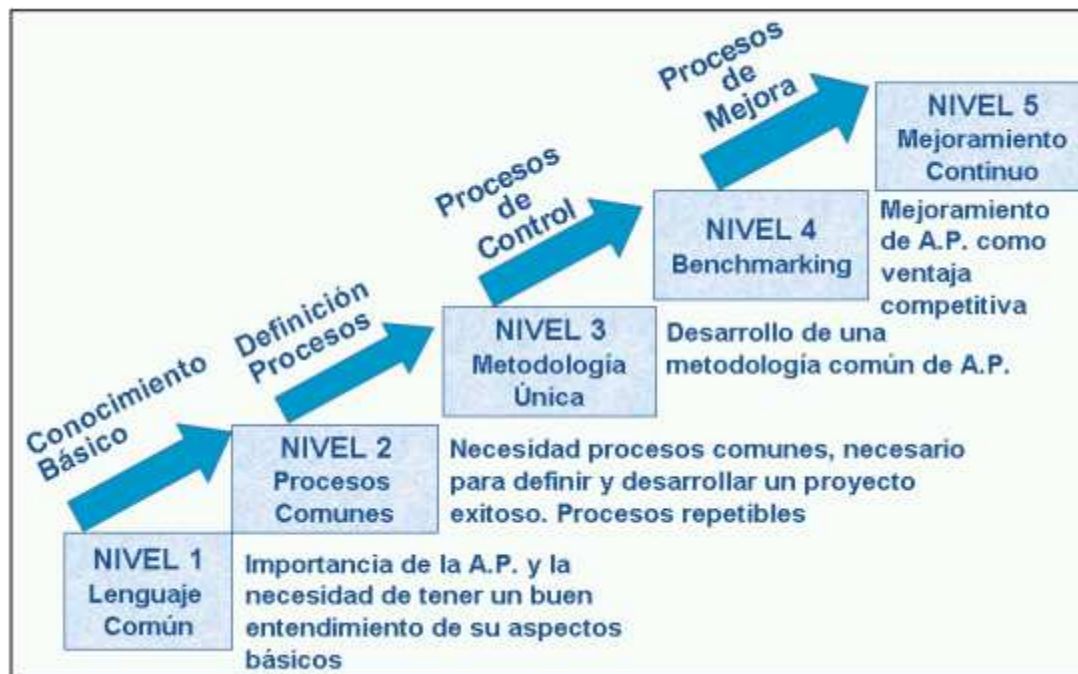 Procesos
de
Mejora
NIVEL 5
Mejoramiento
Continuo
Mejoramiento
de A.P. como
ventaja
competitiva
Procesos
de
Control
NIVEL 4
Benchmarking
Definición
Procesos
NIVEL 3
Metodología
Única
Desarrollo de una
metodología común de A.P.
Conocimiento
Básico
NIVEL 2
Procesos
Comunes
Necesidad procesos comunes, necesario
para definir y desarrollar un proyecto
exitoso. Procesos repetibles
NIVEL 1
Lenguaje
Común
Importancia de la A.P. y la
necesidad de tener un buen
entendimiento de su aspectos
básicos